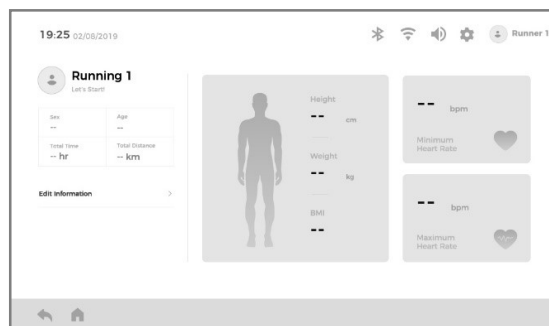 19:25 02/08/2019
Runner 1
Running 1
Let's Start!
Sex
--
Age
--
Total Time
-- hr
Total Distance
-- km
Edit Information
Height
-- cm
Weight
-- kg
BMI
--
-- bpm
Minimum
Heart Rate
-- bpm
Maximum
Heart Rate